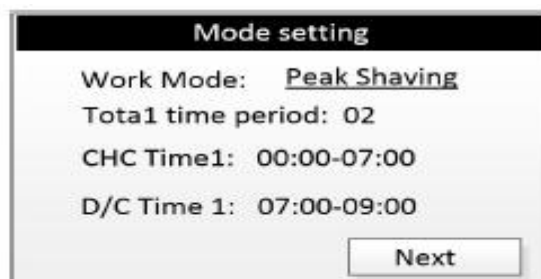 Mode setting
Work Mode: Peak Shaving
Tota1 time period: 02
CHC Time1: 00:00-07:00
D/C Time 1: 07:00-09:00
Next